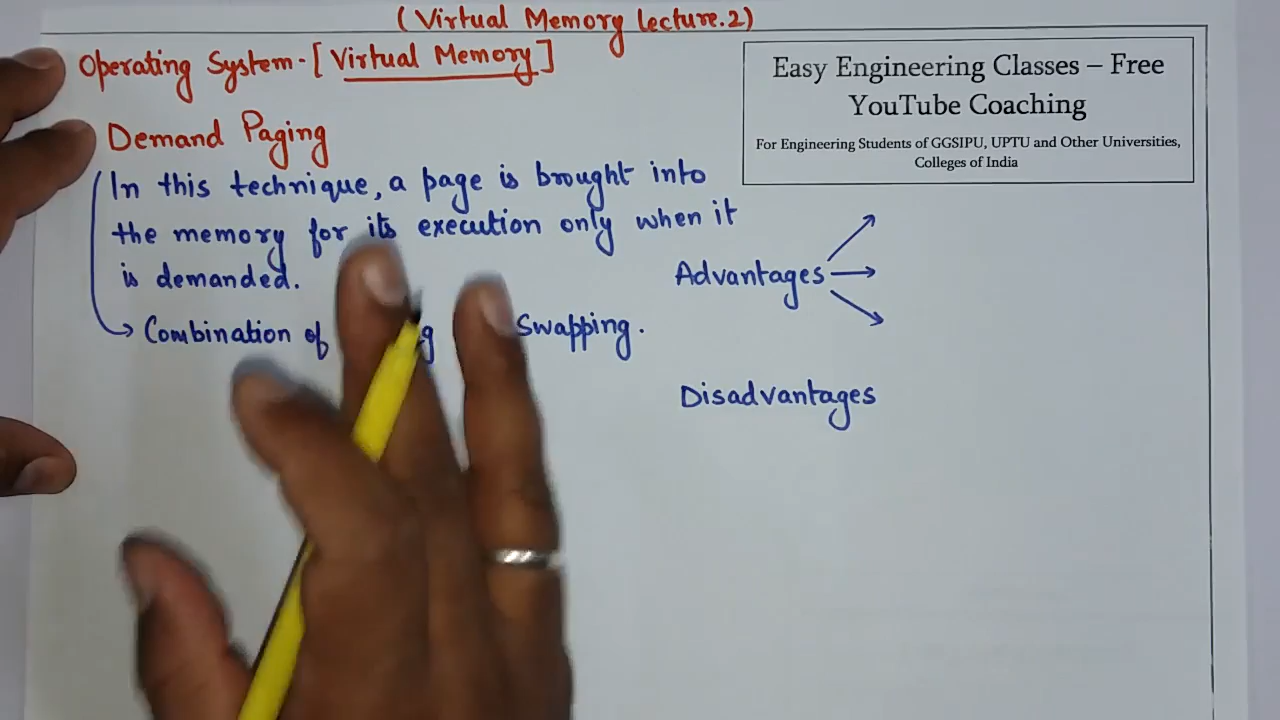 ( Virtual Memory lecture.2)
Operating System - [ Virtual Memory ]
Easy Engineering Classes – Free
YouTube Coaching
For Engineering Students of GGSIPU, UPTU and Other Universities,
Colleges of India
Demand Paging
In this technique, a page is brought into
the memory for its execution only when it
is demanded.
Combination of Swapping.
Advantages
Disadvantages